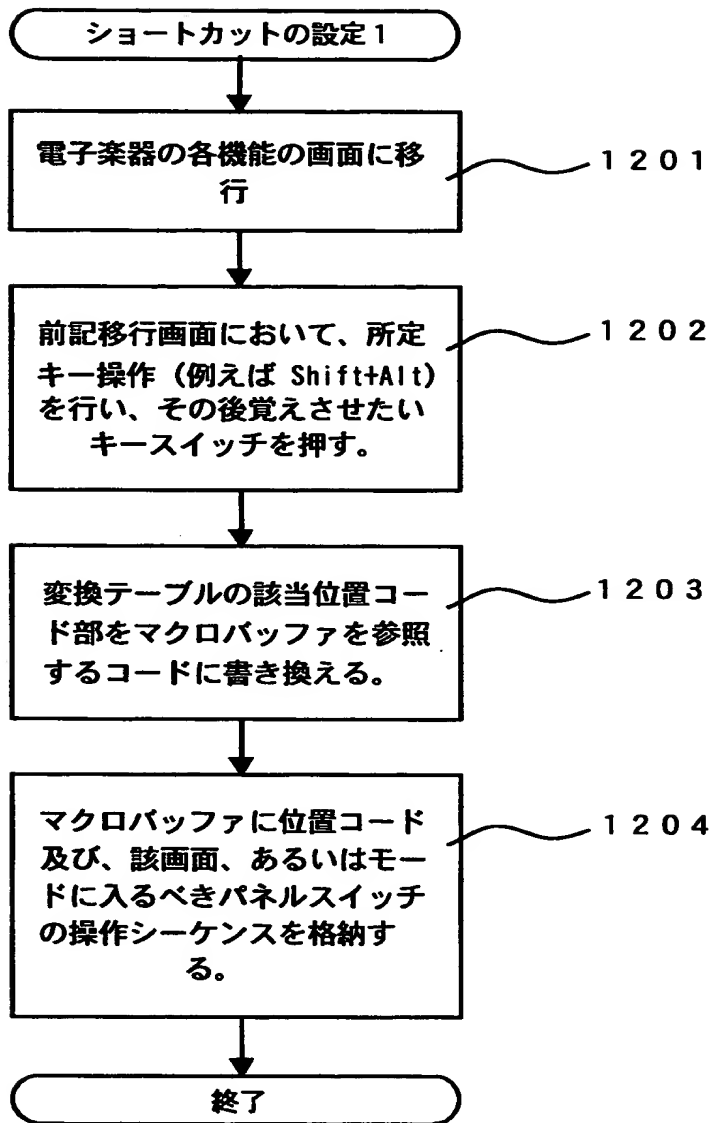 ショートカットの設定1
電子楽器の各機能の画面に移
行
1201
前記移行画面において、所定
キー操作（例えば Shift+Alt）
を行い、その後覚えさせたい
キースイッチを押す。
1202
変換テーブルの該当位置コー
ド部をマクロバッファを参照
するコードに書き換える。
1203
マクロバッファに位置コード
及び、該画面、あるいはモー
ドに入るべきパネルスイッチ
の操作シーケンスを格納す
る。
1204
終了